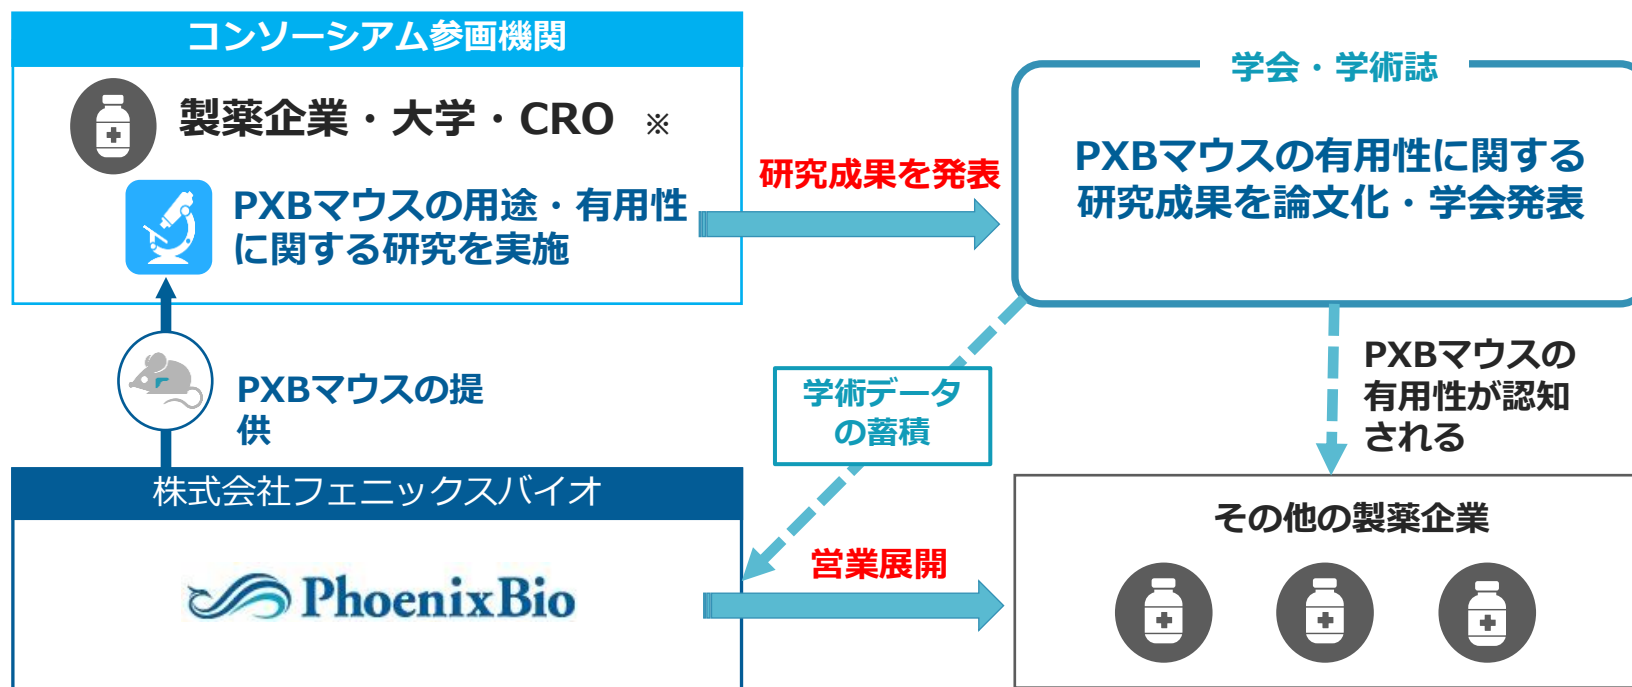 コンソーシアム参画機関
製薬企業・大学・CRO ※
PXBマウスの用途・有用性
に関する研究を実施
研究成果を発表
学会・学術誌
PXBマウスの有用性に関する
研究成果を論文化・学会発表
PXBマウスの提
供
学術データ
の蓄積
PXBマウスの
有用性が認知
される
株式会社フェニックスバイオ
PhoenixBio
営業展開
その他の製薬企業